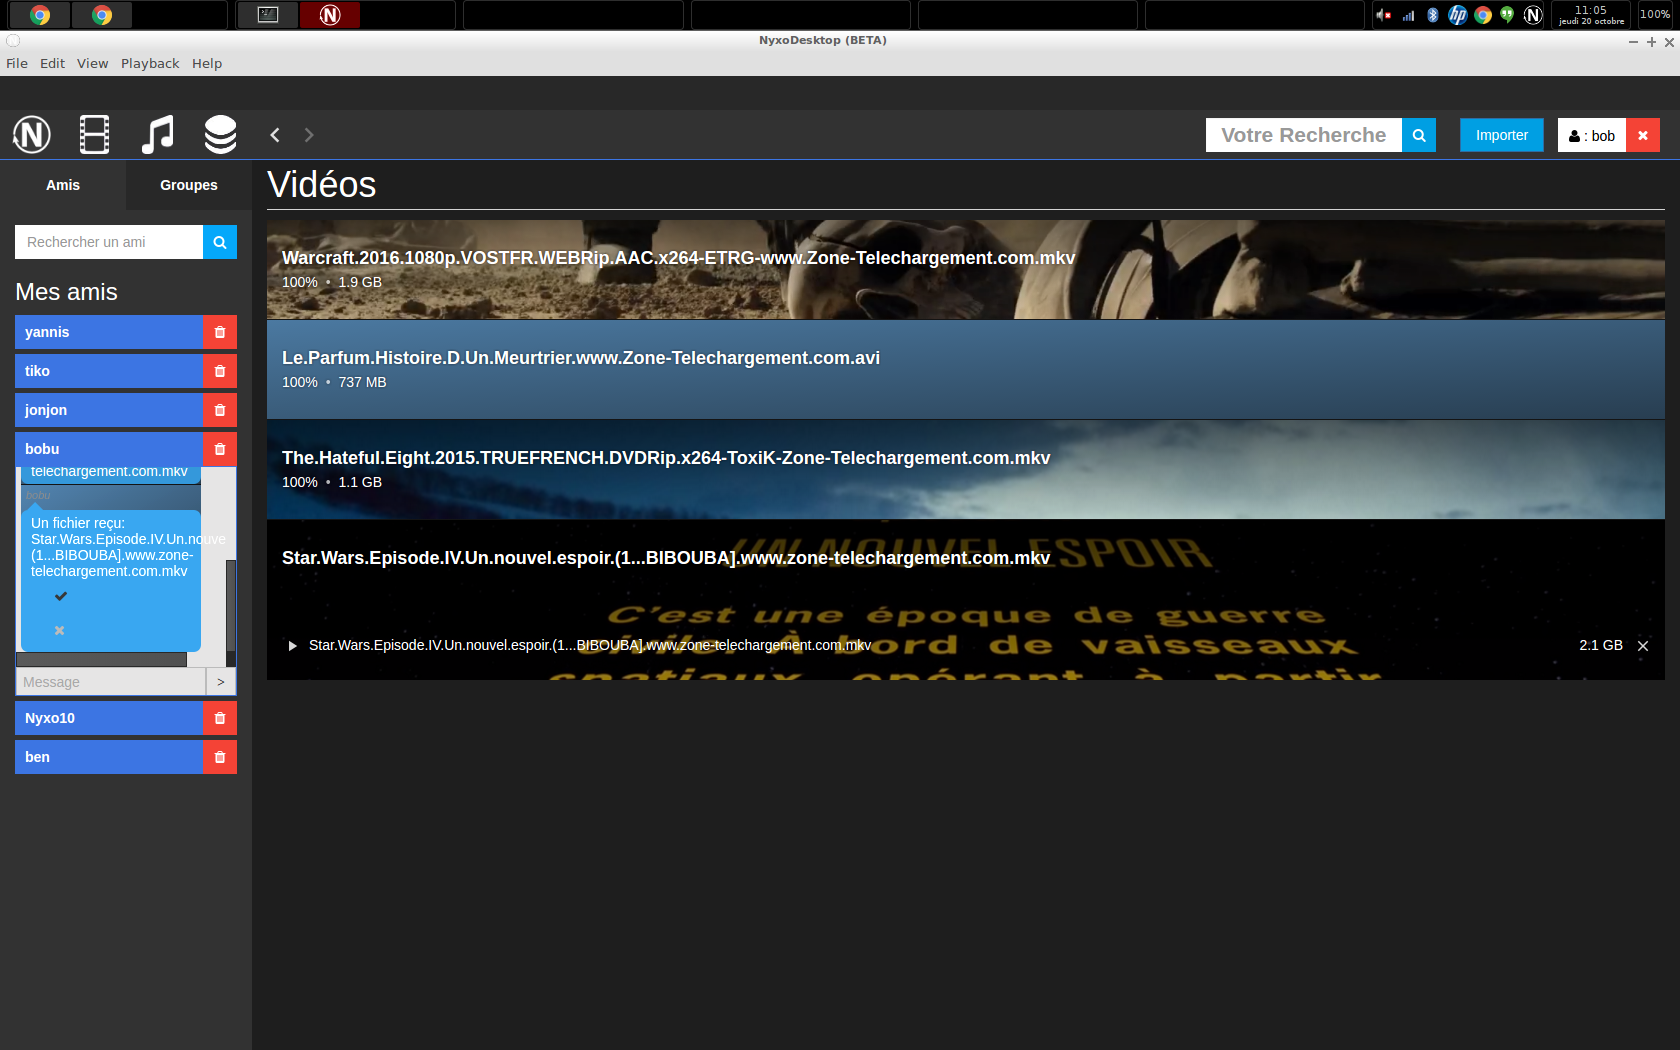 11:05
jeudi 20 octobre
100%
NyxoDesktop (BETA)
File Edit View Playback Help
Votre Recherche
Importer
: bob
Amis
Groupes
Rechercher un ami
Mes amis
yannis
tiko
jonjon
bobu
telechargement.com.mkv
bobu
Un fichier reçu:
Star.Wars.Episode.IV.Un.nouve
(1...BIBOUBA].www.zone-
telechargement.com.mkv
Message
>
Nyxo10
ben
Vidéos
Warcraft.2016.1080p.VOSTFR.WEBRip.AAC.x264-ETRG-www.Zone-Telechargement.com.mkv
100% • 1.9 GB
Le.Parfum.Histoire.D.Un.Meurtrier.www.Zone-Telechargement.com.avi
100% • 737 MB
The.Hateful.Eight.2015.TRUEFRENCH.DVDRip.x264-ToxiK-Zone-Telechargement.com.mkv
100% • 1.1 GB
UN NOUVEL ESPOIR
Star.Wars.Episode.IV.Un.nouvel.espoir.(1...BIBOUBA].www.zone-telechargement.com.mkv
C'est une époque de guerre
civile. À bord de vaisseaux
Star.Wars.Episode.IV.Un.nouvel.espoir.(1...BIBOUBA].www.zone-telechargement.com.mkv
2.1 GB
spatiaux opérant à partir